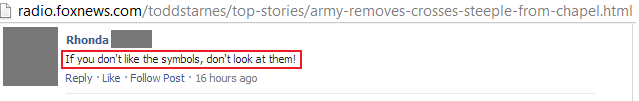 radio.foxnews.com/toddstarnes/top-stories/army-removes-crosses-steeple-from-chapel.html
Rhonda
If you don't like the symbols, don't look at them!
Reply · Like · Follow Post · 16 hours ago